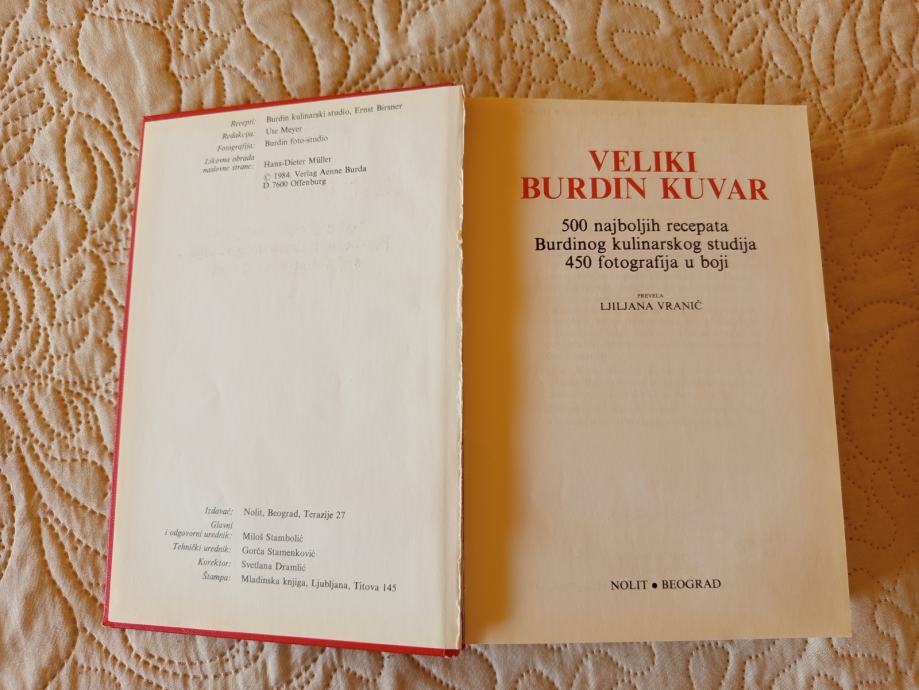 Recepti: Burdin kulinarski studio, Ernst Birsner
Redakcija: Ute Meyer
Fotografija: Burdin foto-studio
Likovna obrada
naslovne strane: Hans-Dieter Müller
© 1984. Verlag Aenne Burda
D 7600 Offenburg
Izdavač: Nolit, Beograd, Terazije 27
Glavni
i odgovorni urednik: Miloš Stambolić
Tehnički urednik: Gorča Stamenković
Korektor: Svetlana Dramlić
Štampa: Mladinska knjiga, Ljubljana, Titova 145
VELIKI
BURDIN KUVAR
500 najboljih recepata
Burdinog kulinarskog studija
450 fotografija u boji
PREVELA
LJILJANA VRANIĆ
NOLIT • BEOGRAD